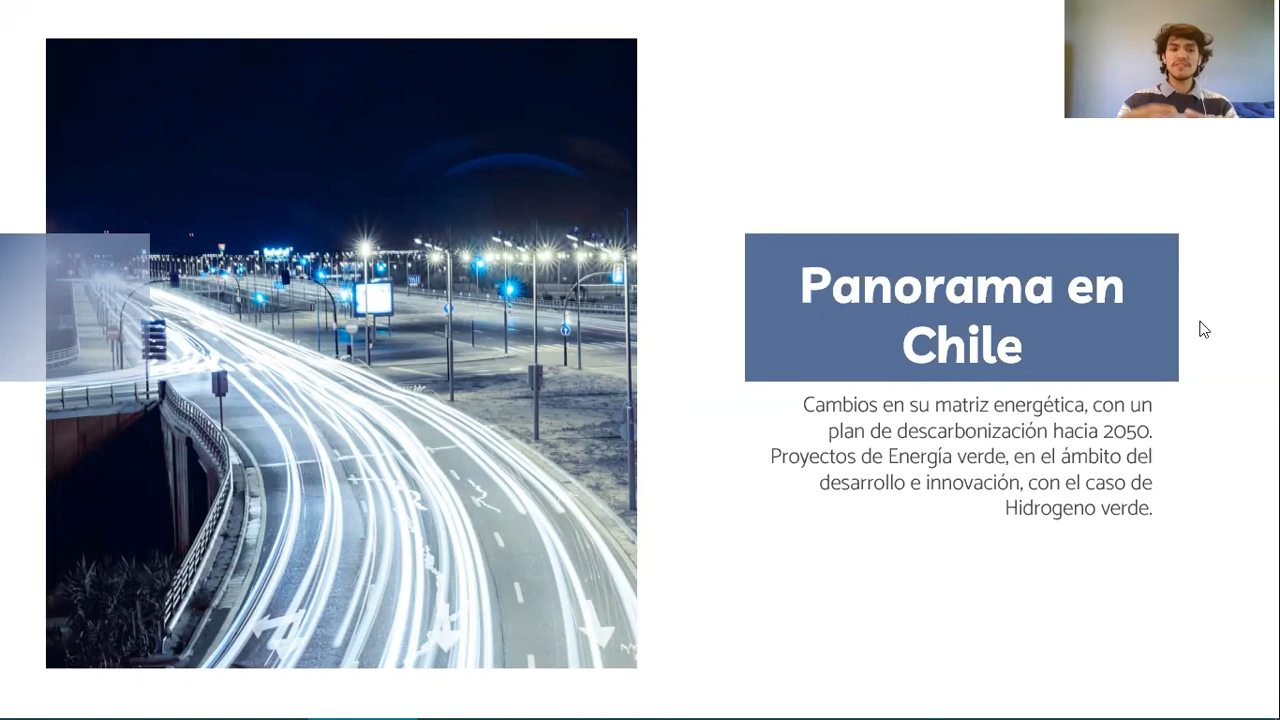 Panorama en
Chile
Cambios en su matriz energética, con un
plan de descarbonización hacia 2050.
Proyectos de Energía verde, en el ámbito del
desarrollo e innovación, con el caso de
Hidrogeno verde.